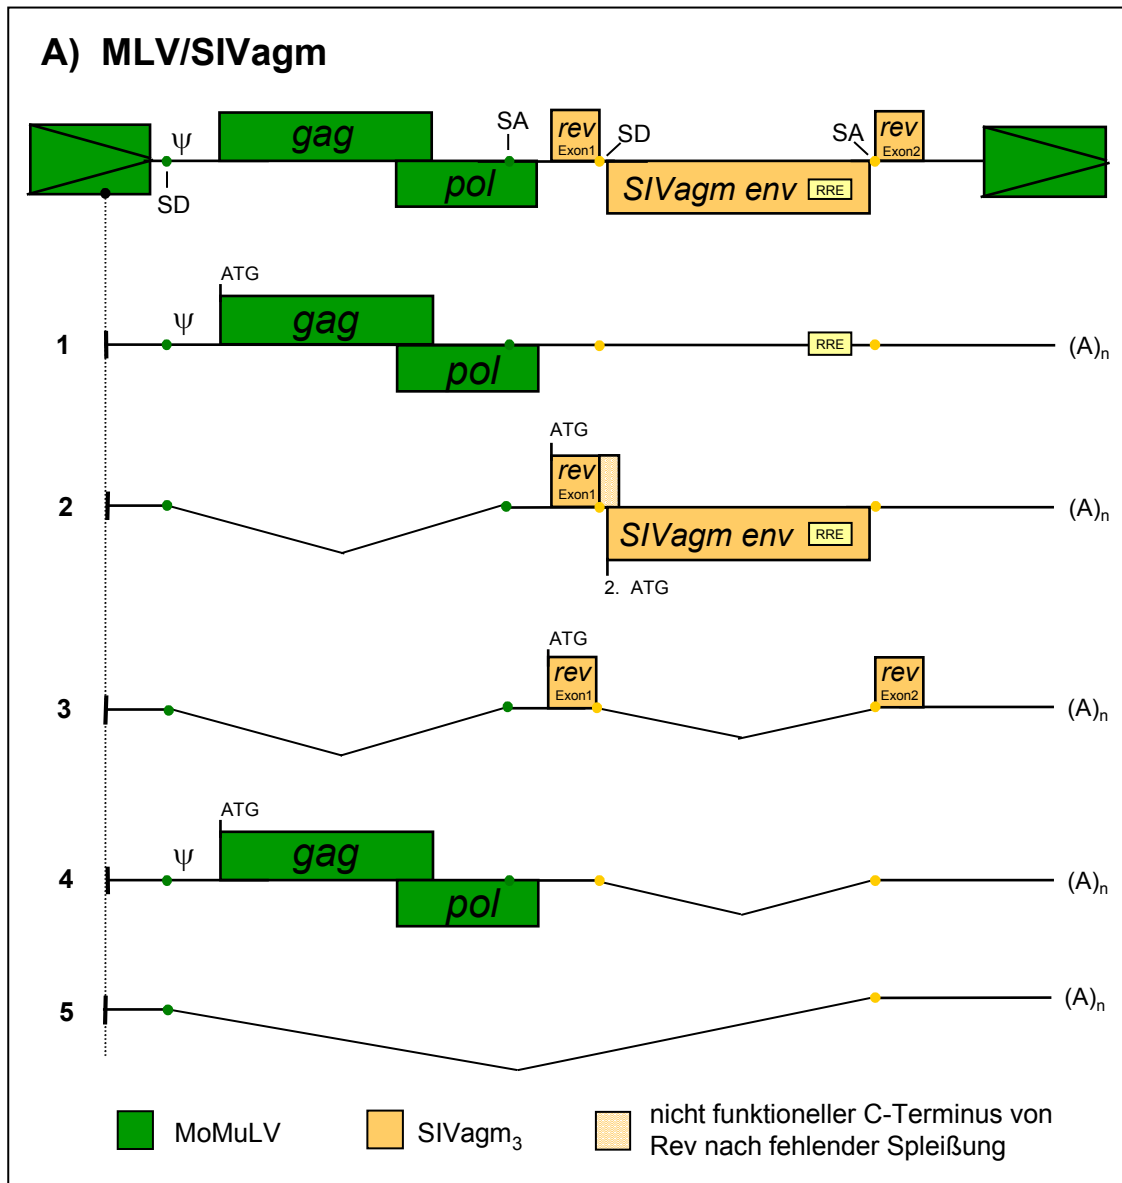 A) MLV/SIVagm
ψ gag SA rev SD SA rev
Exon1 Exon2
SD pol SIVagm env RRE
ATG
ψ gag
1 RRE (A)n
pol
ATG
rev
Exon1
2 (A)n
SIVagm env RRE
2. ATG
ATG
rev rev
Exon1 Exon2
3 (A)n
ATG
ψ gag
4 (A)n
pol
5 (A)n
MoMuLV SIVagm3 nicht funktioneller C-Terminus von
Rev nach fehlender Spleißung